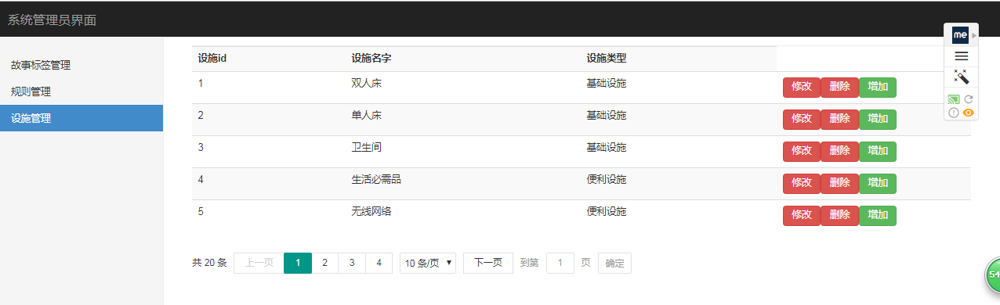 系统管理员界面
me
故事标签管理
规则管理
设施管理
设施id 设施名字 设施类型
1 双人床 基础设施 修改 删除 增加
2 单人床 基础设施 修改 删除 增加
3 卫生间 基础设施 修改 删除 增加
4 生活必需品 便利设施 修改 删除 增加
5 无线网络 便利设施 修改 删除 增加
共 20 条 上一页 1 2 3 4 10 条/页 下一页 到第 1 页 确定
54